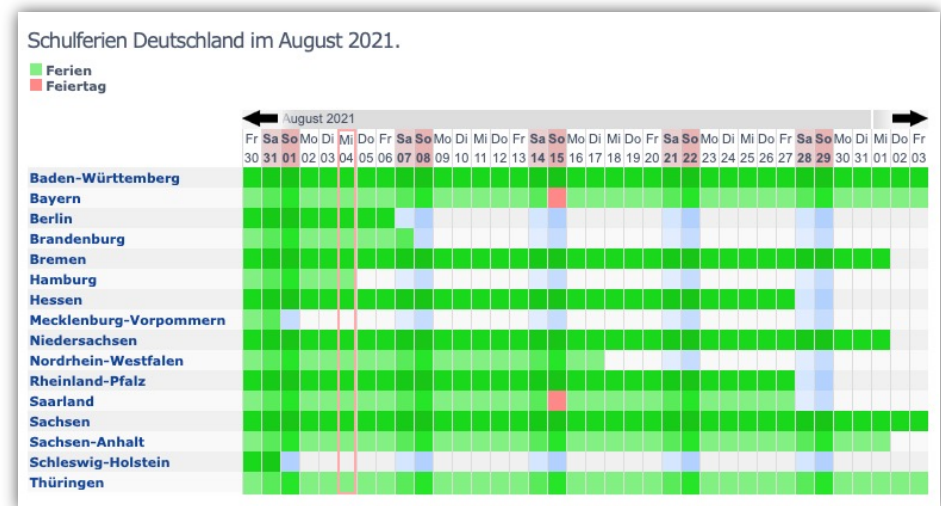 Schulferien Deutschland im August 2021.
Ferien
Feiertag
August 2021
Fr Sa So Mo Di Mi Do Fr Sa So Mo Di Mi Do Fr Sa So Mo Di Mi Do Fr Sa So Mo Di Mi Do Fr Sa So Mo Di Mi Do Fr
30 31 01 02 03 04 05 06 07 08 09 10 11 12 13 14 15 16 17 18 19 20 21 22 23 24 25 26 27 28 29 30 31 01 02 03
Baden-Württemberg
Bayern
Berlin
Brandenburg
Bremen
Hamburg
Hessen
Mecklenburg-Vorpommern
Niedersachsen
Nordrhein-Westfalen
Rheinland-Pfalz
Saarland
Sachsen
Sachsen-Anhalt
Schleswig-Holstein
Thüringen